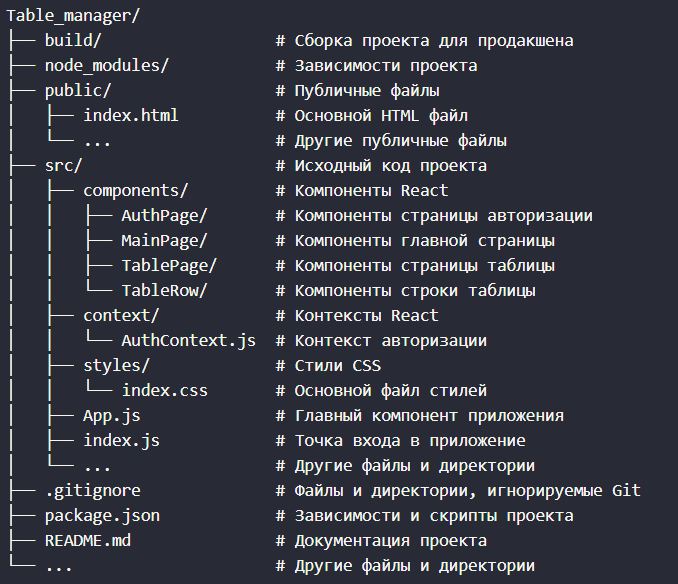 Table_manager/
├── build/                  # Сборка проекта для продакшена
├── node_modules/           # Зависимости проекта
├── public/                 # Публичные файлы
│   ├── index.html          # Основной HTML файл
│   └── ...                 # Другие публичные файлы
├── src/                    # Исходный код проекта
│   ├── components/         # Компоненты React
│   │   ├── AuthPage/       # Компоненты страницы авторизации
│   │   ├── MainPage/       # Компоненты главной страницы
│   │   ├── TablePage/      # Компоненты страницы таблицы
│   │   └── TableRow/       # Компоненты строки таблицы
│   ├── context/            # Контексты React
│   │   └── AuthContext.js  # Контекст авторизации
│   ├── styles/             # Стили CSS
│   │   └── index.css       # Основной файл стилей
│   ├── App.js              # Главный компонент приложения
│   ├── index.js            # Точка входа в приложение
│   └── ...                 # Другие файлы и директории
├── .gitignore              # Файлы и директории, игнорируемые Git
├── package.json            # Зависимости и скрипты проекта
├── README.md               # Документация проекта
└── ...                     # Другие файлы и директории